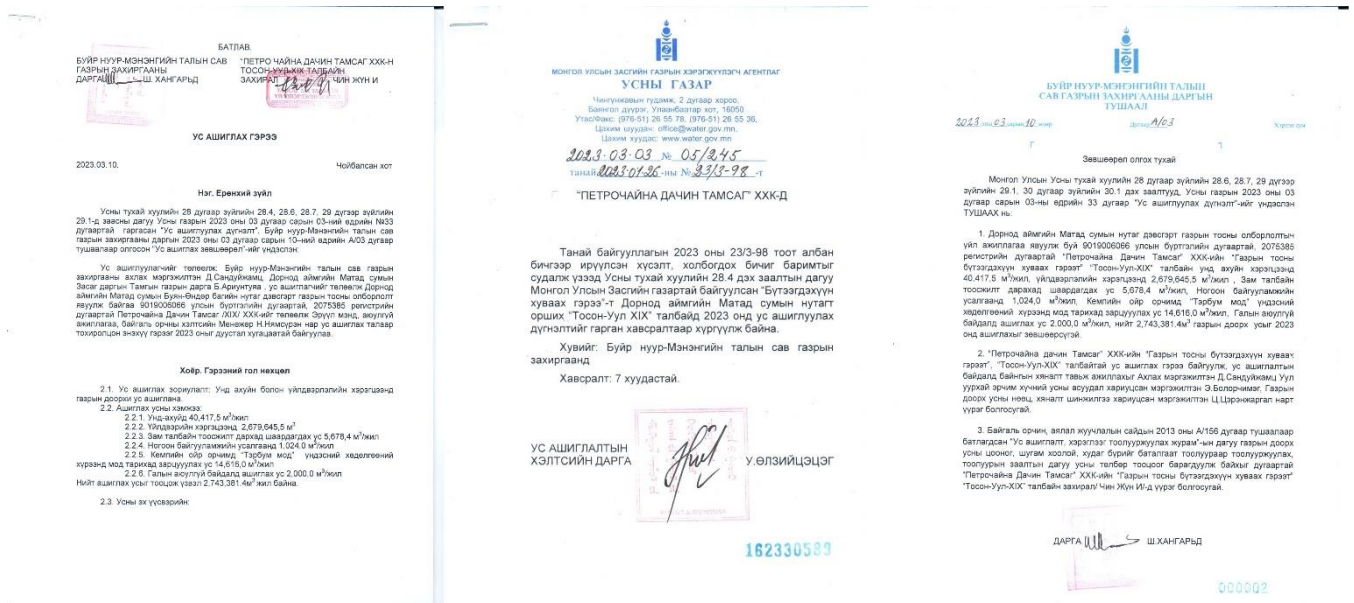 БАТЛАВ.
БУЙР НУУР-МЭНЭНГИЙН ТАЛЫН САВ
ГАЗРЫН ЗАХИРГААНЫ
ДАРГА Ш. ХАНГАРЬД
"ПЕТРО ЧАЙНА ДАЧИН ТАМСАГ ХХК-Н
ТОСОН-УУЛ-XIX ТАЛБАЙН
ЗАХИРАЛ ЧИН ЖҮН И
УС АШИГЛАХ ГЭРЭЭ
2023.03.10. Чойбалсан хот
Нэг. Ерөнхий зүйл
Усны тухай хуулийн 28 дугаар зүйлийн 28.4, 28.6, 28.7, 29 дүгээр зүйлийн
29.1-д заасны дагуу Усны газрын 2023 оны 03 дугаар сарын 03-ний өдрийн №33
дугаартай гаргасан "Ус ашиглуулах дүгнэлт", Буйр нуур-Мэнэнгийн талын сав
газрын захиргааны даргын 2023 оны 03 дугаар сарын 10-ний өдрийн А/03 дугаар
тушаалаар олгосон "Ус ашиглах зөвшөөрөл"-ийг үндэслэн:
Ус ашиглуулагчийг төлөөлж: Буйр нуур-Мэнэнгийн талын сав газрын
захиргааны ахлах мэргэжилтэн Д.Сандуйжамц, Дорнод аймгийн Матад сумын
Засаг даргын Тамгын газрын дарга Б.Ариунтуяа , ус ашиглагчийг төлөөлж Дорнод
аймгийн Матад сумын Буян-Өндөр багийн нутаг дэвсгэрт газрын тосны олборлолт
явуулж байгаа 9019006066 улсын бүртгэлийн дугаартай, 2075385 регистрийн
дугаартай Петрочайна Дачин Тамсаг /XIX/ ХХК-ийг төлөөлж Эрүүл мэнд, аюулгүй
ажиллагаа, байгаль орчны хэлтсийн Менежер Н.Нямсүрэн нар ус ашиглах талаар
тохиролцон энэхүү гэрээг 2023 оныг дуустал хугацаатай байгуулав.
Хоёр. Гэрээний гол нөхцөл
2.1. Ус ашиглах зориулалт: Унд ахуйн болон үйлдвэрлэлийн хэрэгцээнд
газрын доорхи ус ашиглана.
2.2. Ашиглах усны хэмжээ:
2.2.1. Унд-ахуйд 40,417,5 м³/жил
2.2.2. Үйлдвэрийн хэрэгцээнд 2,679,645,5 м³
2.2.3. Зам талбайн тоосжилт дарахад шаардагдах ус 5,678,4 м³/жил
2.2.4. Ногоон байгууламжийн усалгаанд 1,024,0 м³/жил
2.2.5. Кемпийн ойр орчимд "Тэрбум мод" үндэсний хөдөлгөөний
хүрээнд мод тарихад зарцуулах ус 14,616,0 м³/жил
2.2.6. Галын аюулгүй байдалд ашиглах ус 2,000,0 м³/жил
Нийт ашиглах усыг тооцож үзвэл 2,743,381.4м³ жил байна.
2.3. Усны эх үүсвэрийн:
МОНГОЛ УЛСЫН ЗАСГИЙН ГАЗРЫН ХЭРЭГЖҮҮЛЭГЧ АГЕНТЛАГ
УСНЫ ГАЗАР
Чингүнжавын гудамж, 2 дугаар хороо,
Баянгол дүүрэг, Улаанбаатар хот, 16050
Утас/Факс: (976-51) 26 55 78, (976-51) 26 55 36,
Цахим шуудан: office@water.gov.mn,
Цахим хуудас: www.water.gov.mn
2023.03.03 № 05/245
танай 2023-01-26-ны № 23/3-98 -т
"ПЕТРОЧАЙНА ДАЧИН ТАМСАГ" ХХК-Д
Танай байгууллагын 2023 оны 23/3-98 тоот албан
бичгээр ирүүлсэн хүсэлт, холбогдох бичиг баримтыг
судалж үзээд Усны тухай хуулийн 28.4 дэх заалтын дагуу
Монгол Улсын Засгийн газартай байгуулсан "Бүтээгдэхүүн
хуваах гэрээ"-т Дорнод аймгийн Матад сумын нутагт
орших "Тосон-Уул XIX" талбайд 2023 онд ус ашиглуулах
дүгнэлтийг гарган хавсралтаар хүргүүлж байна.
Хувийг: Буйр нуур-Мэнэнгийн талын сав газрын
захиргаанд
Хавсралт: 7 хуудастай.
УС АШИГЛАЛТЫН
ХЭЛТСИЙН ДАРГА У.ӨЛЗИЙЦЭЦЭГ
162330589
БУЙР НУУР-МЭНЭНГИЙН ТАЛЫН
САВ ГАЗРЫН ЗАХИРГААНЫ ДАРГЫН
ТУШААЛ
2023 оны 03 сарын 10 өдөр Дугаар А/03
Зөвшөөрөл олгох тухай
Монгол Улсын Усны тухай хуулийн 28 дугаар зүйлийн 28.6, 28.7, 29 дүгээр
зүйлийн 29.1, 30 дугаар зүйлийн 30.1 дэх заалтууд, Усны газрын 2023 оны 03
дугаар сарын 03-ны өдрийн 33 дугаар "Ус ашиглуулах дүгнэлт"-ийг үндэслэн
ТУШААХ нь:
1. Дорнод аймгийн Матад сумын нутаг дэвсгэрт газрын тосны олборлолтын
үйл ажиллагаа явуулж буй 9019006066 улсын бүртгэлийн дугаартай, 2075385
регистрийн дугаартай "Петрочайна Дачин Тамсаг" ХХК-ийн "Газрын тосны
бүтээгдэхүүн хуваах гэрээт" "Тосон-Уул-XIX" талбайн унд ахуйн хэрэгцээнд
40.417.5 м³/жил, үйлдвэрлэлийн хэрэгцээнд 2,679,645,5 м³/жил , Зам талбайн
тоосжилт дарахад шаардагдах ус 5,678,4 м³/жил, Ногоон байгууламжийн
усалгаанд 1,024,0 м³/жил, Кемпийн ойр орчимд "Тэрбум мод" үндэсний
хөдөлгөөний хүрээнд мод тарихад зарцуулах ус 14,616,0 м³/жил, Галын аюулгүй
байдалд ашиглах ус 2.000,0 м³/жил, нийт 2,743,381.4м³ газрын доорх усыг 2023
онд ашиглахыг зөвшөөрсүгэй.
2. "Петрочайна дачин Тамсаг" ХХК-ийн "Газрын тосны бүтээгдэхүүн хуваах
гэрээт", "Тосон-Уул-XIX" талбайтай ус ашиглах гэрээ байгуулж, ус ашиглалтын
байдалд байнгын хяналт тавьж ажиллахыг Ахлах мэргэжилтэн Д.Сандуйжамц Уул
уурхай эрчим хүчний усны асуудал хариуцсан мэргэжилтэн Э.Болорчимэг, Газрын
доорх усны нөөц, хяналт шинжилгээ хариуцсан мэргэжилтэн Ц.Цэрэнжаргал нарт
үүрэг болгосугай.
3. Байгаль орчин, аялал жуулчлалын сайдын 2013 оны А/156 дугаар тушаалаар
батлагдсан "Ус ашиглалт, хэрэглээг тоолууржуулах журам"-ын дагуу газрын доорх
усны цооног, шугам хоолой, худаг бүрийг баталгаат тоолуураар тоолууржуулах,
тоолуурын заалтын дагуу усны төлбөр тооцоог барагдуулж байхыг дугаартай
"Петрочайна Дачин Тамсаг" ХХК-ийн "Газрын тосны бүтээгдэхүүн хуваах гэрээт"
"Тосон-Уул-XIX" талбайн захирал/ Чин Жүн И/-д үүрэг болгосугай.
ДАРГА Ш.ХАНГАРЬД
000002